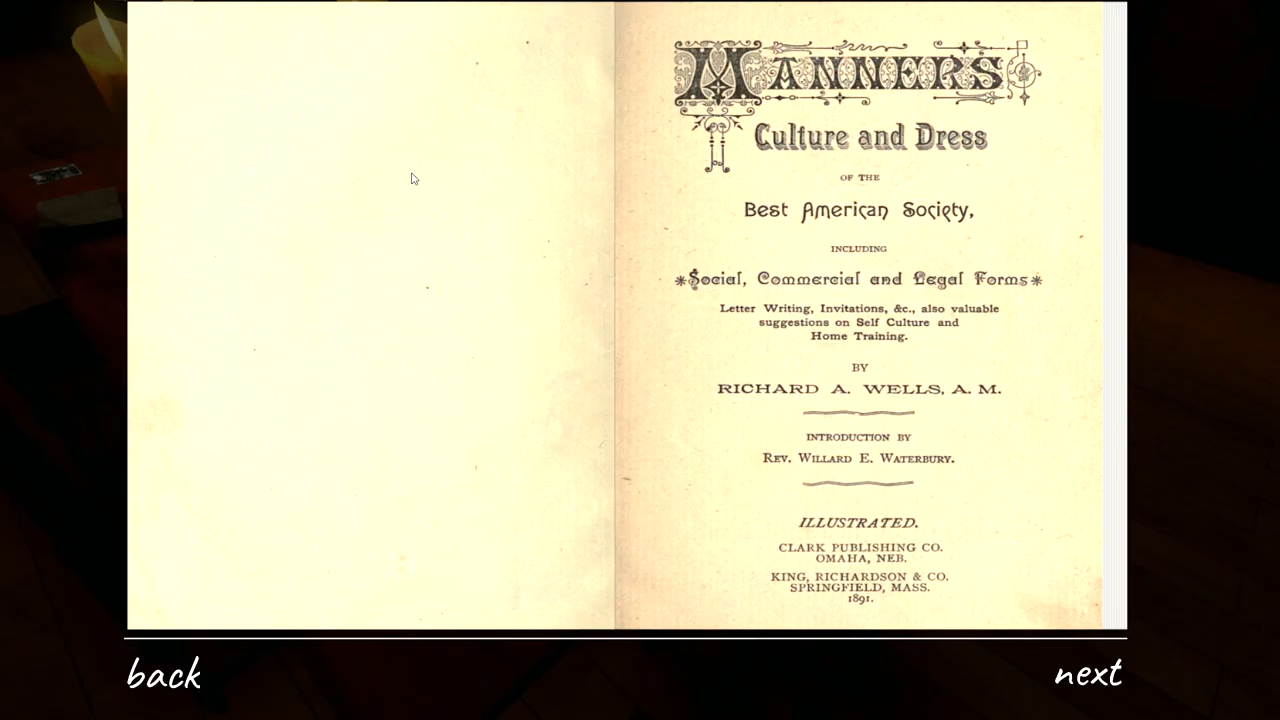 MANNERS
Culture and Dress
OF THE
Best American Society,
INCLUDING
*Social, Commercial and Legal Forms*
Letter Writing, Invitations, &c., also valuable
suggestions on Self Culture and
Home Training.
BY
RICHARD A. WELLS, A. M.
INTRODUCTION BY
REV. WILLARD E. WATERBURY.
ILLUSTRATED.
CLARK PUBLISHING CO.
OMAHA, NEB.
KING, RICHARDSON & CO.
SPRINGFIELD, MASS.
1891.
back
next